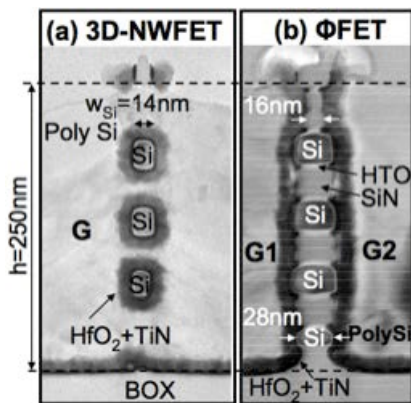 (a) 3D-NWFET
(b) ΦFET
w_Si=14nm
Poly Si
Si
Si
Si
G
h=250nm
HfO₂+TiN
BOX
16nm
Si
HTO
SiN
Si
G1
G2
Si
28nm
Si
PolySi
HfO₂+TiN